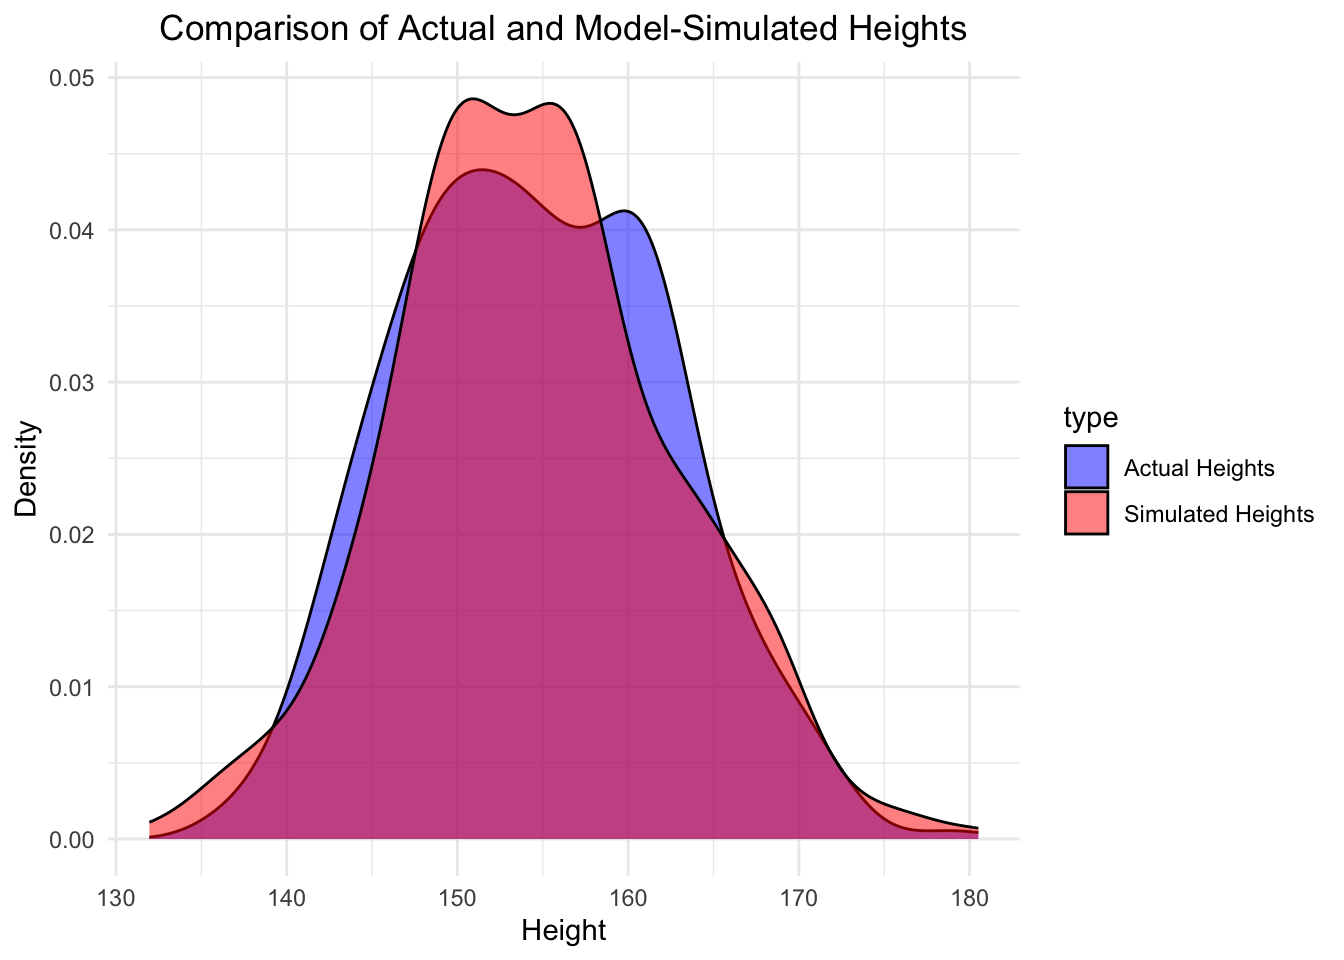 Comparison of Actual and Model-Simulated Heights
0.05
0.04
0.03
0.02
0.01
0.00
Density
130 140 150 160 170 180
Height
type
Actual Heights
Simulated Heights